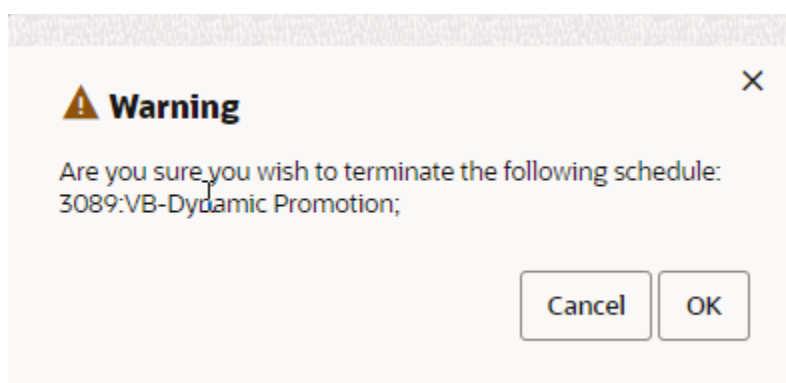 Warning
Are you sure you wish to terminate the following schedule:
3089:VB-Dynamic Promotion;
Cancel OK